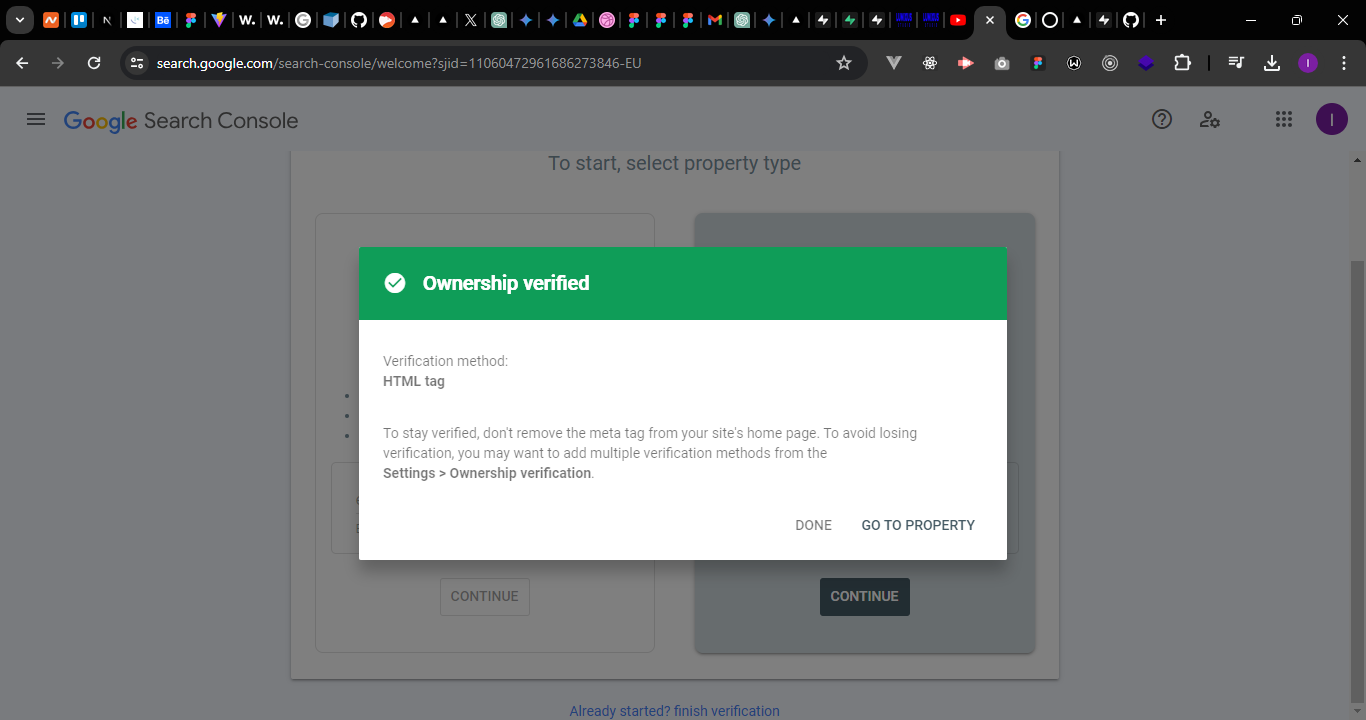 search.google.com/search-console/welcome?sjid=11060472961686273846-EU
Google Search Console
I
To start, select property type
Ownership verified
Verification method:
HTML tag
To stay verified, don't remove the meta tag from your site's home page. To avoid losing
verification, you may want to add multiple verification methods from the
Settings > Ownership verification.
DONE GO TO PROPERTY
CONTINUE CONTINUE
Already started? finish verification